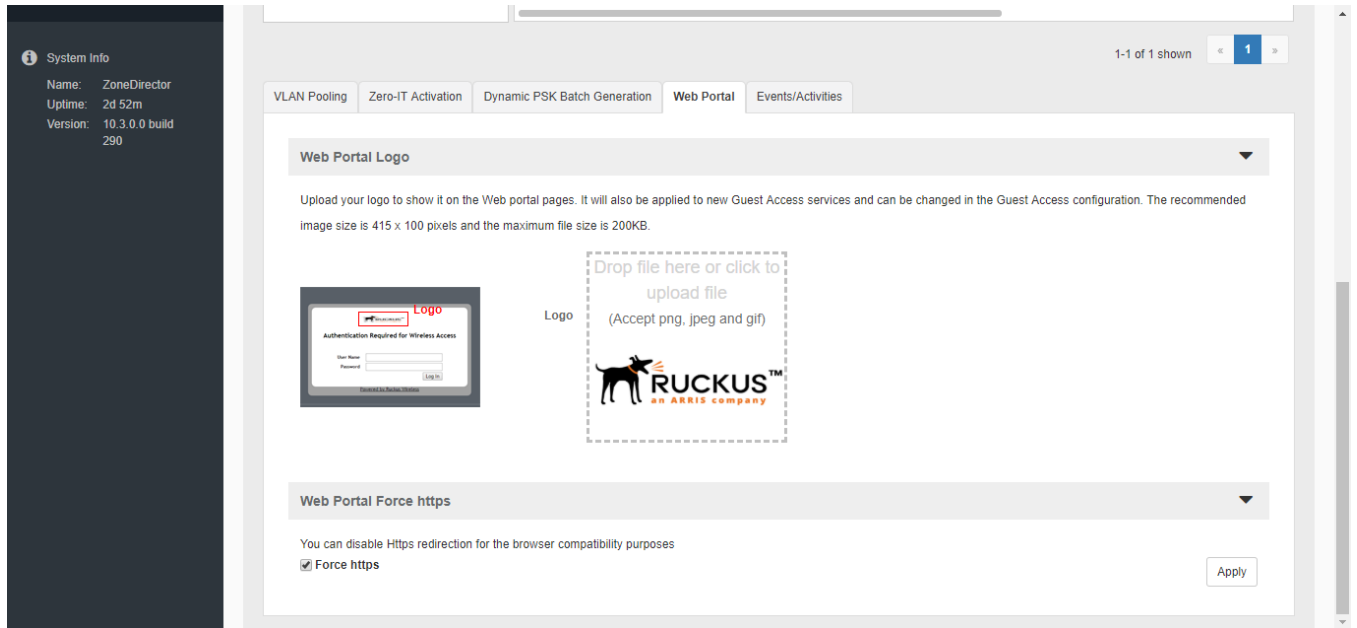 System Info
Name: ZoneDirector
Uptime: 2d 52m
Version: 10.3.0.0 build
290
1-1 of 1 shown « 1 »
VLAN Pooling Zero-IT Activation Dynamic PSK Batch Generation Web Portal Events/Activities
Web Portal Logo
Upload your logo to show it on the Web portal pages. It will also be applied to new Guest Access services and can be changed in the Guest Access configuration. The recommended
image size is 415 x 100 pixels and the maximum file size is 200KB.
Logo
Authentication Required for Wireless Access
User Name
Password
Log In
Powered by Ruckus Wireless
Logo
Drop file here or click to
upload file
(Accept png, jpeg and gif)
RUCKUS™
an ARRIS company
Web Portal Force https
You can disable Https redirection for the browser compatibility purposes
Force https
Apply